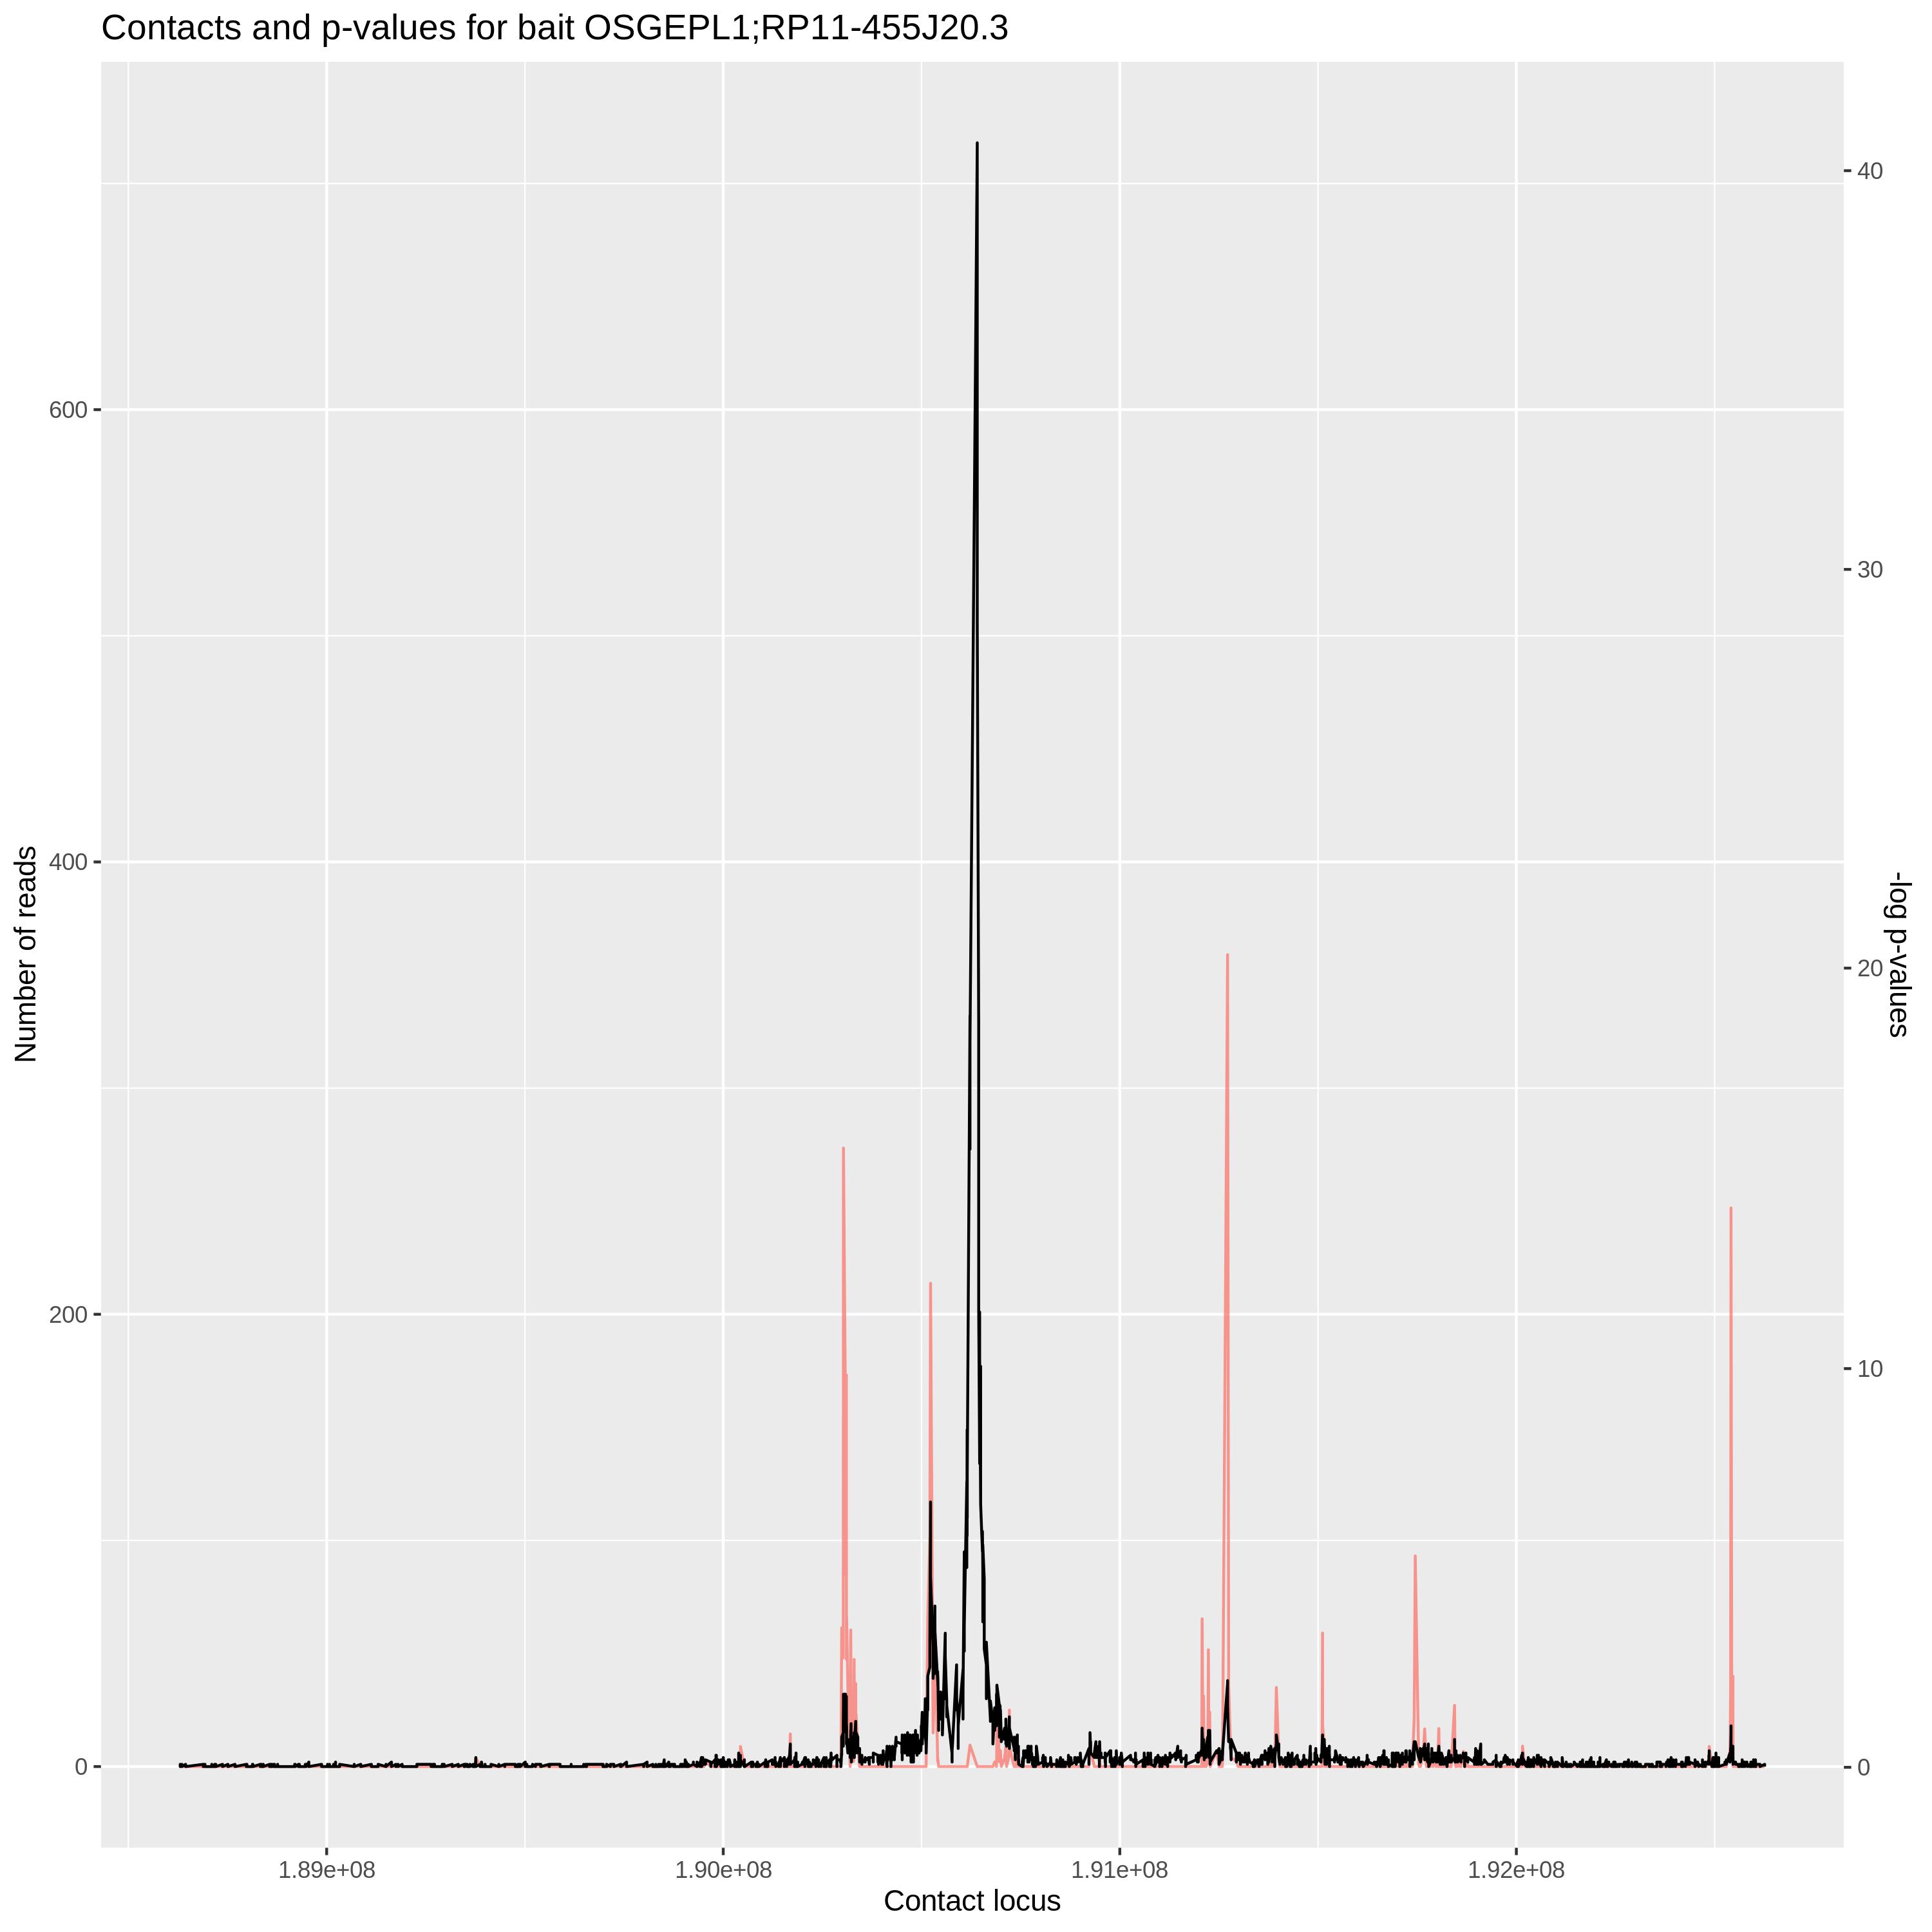 Contacts and p-values for bait OSGEPL1;RP11-455J20.3
600
400
200
0
Number of reads
40
30
20
10
0
-log p-values
1.89e+08
1.90e+08
1.91e+08
1.92e+08
Contact locus